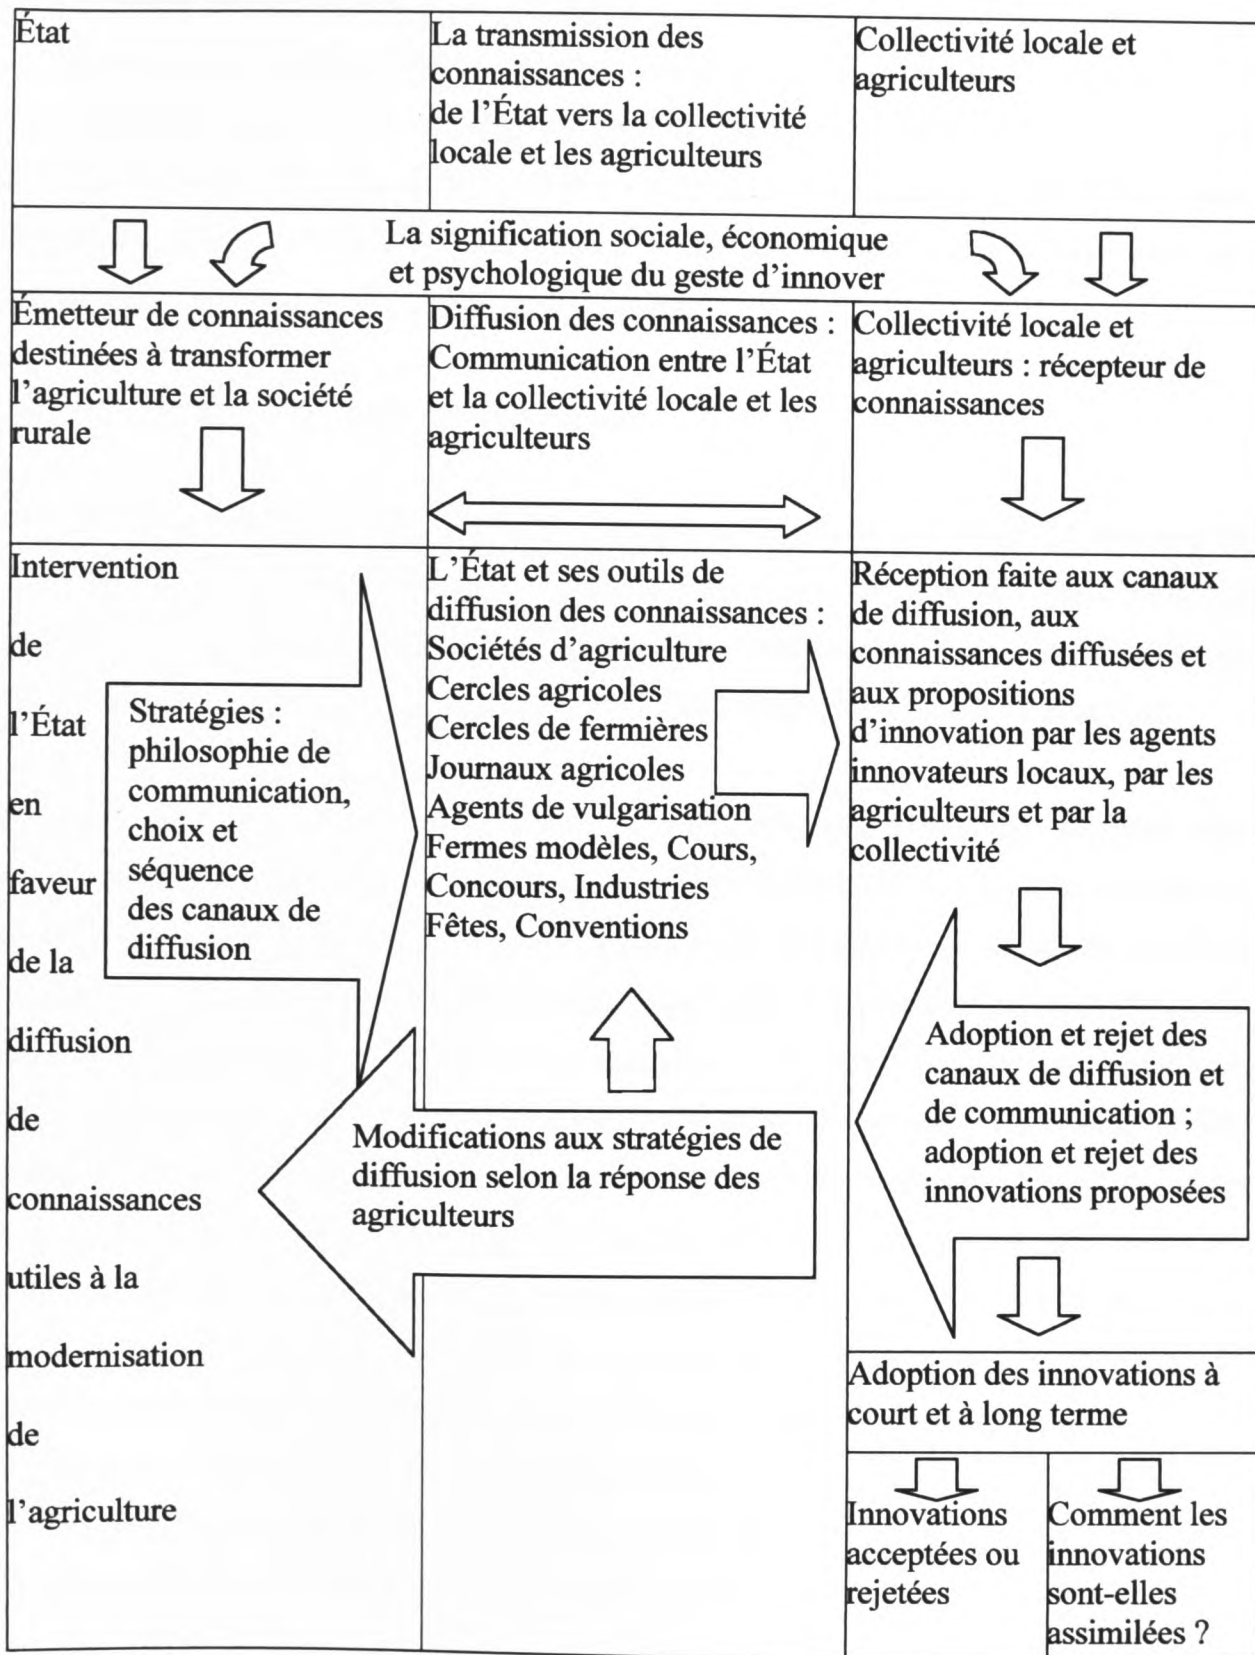 État
La transmission des
connaissances :
de l'État vers la collectivité
locale et les agriculteurs
Collectivité locale et
agriculteurs
La signification sociale, économique
et psychologique du geste d'innover
Émetteur de connaissances
destinées à transformer
l'agriculture et la société
rurale
Diffusion des connaissances :
Communication entre l'État
et la collectivité locale et les
agriculteurs
Collectivité locale et
agriculteurs : récepteur de
connaissances
Intervention
de
l'État
en
faveur
de la
diffusion
de
connaissances
utiles à la
modernisation
de
l'agriculture
Stratégies :
philosophie de
communication,
choix et
séquence
des canaux de
diffusion
L'État et ses outils de
diffusion des connaissances :
Sociétés d'agriculture
Cercles agricoles
Cercles de fermières
Journaux agricoles
Agents de vulgarisation
Fermes modèles, Cours,
Concours, Industries
Fêtes, Conventions
Modifications aux stratégies de
diffusion selon la réponse des
agriculteurs
Réception faite aux canaux
de diffusion, aux
connaissances diffusées et
aux propositions
d'innovation par les agents
innovateurs locaux, par les
agriculteurs et par la
collectivité
Adoption et rejet des
canaux de diffusion et
de communication ;
adoption et rejet des
innovations proposées
Adoption des innovations à
court et à long terme
Innovations
acceptées ou
rejetées
Comment les
innovations
sont-elles
assimilées ?